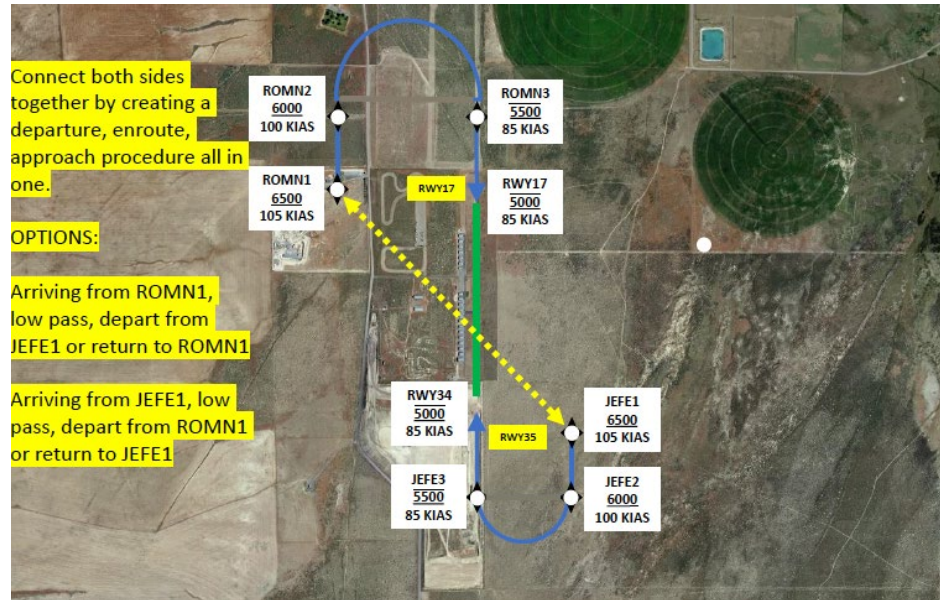 Connect both sides
together by creating a
departure, enroute,
approach procedure all in
one.
OPTIONS:
Arriving from ROMN1,
low pass, depart from
JEFE1 or return to ROMN1
Arriving from JEFE1, low
pass, depart from ROMN1
or return to JEFE1
ROMN2
6000
100 KIAS
ROMN3
5500
85 KIAS
ROMN1
6500
105 KIAS
RWY17
RWY17
5000
85 KIAS
RWY34
5000
85 KIAS
RWY35
JEFE1
6500
105 KIAS
JEFE3
5500
85 KIAS
JEFE2
6000
100 KIAS